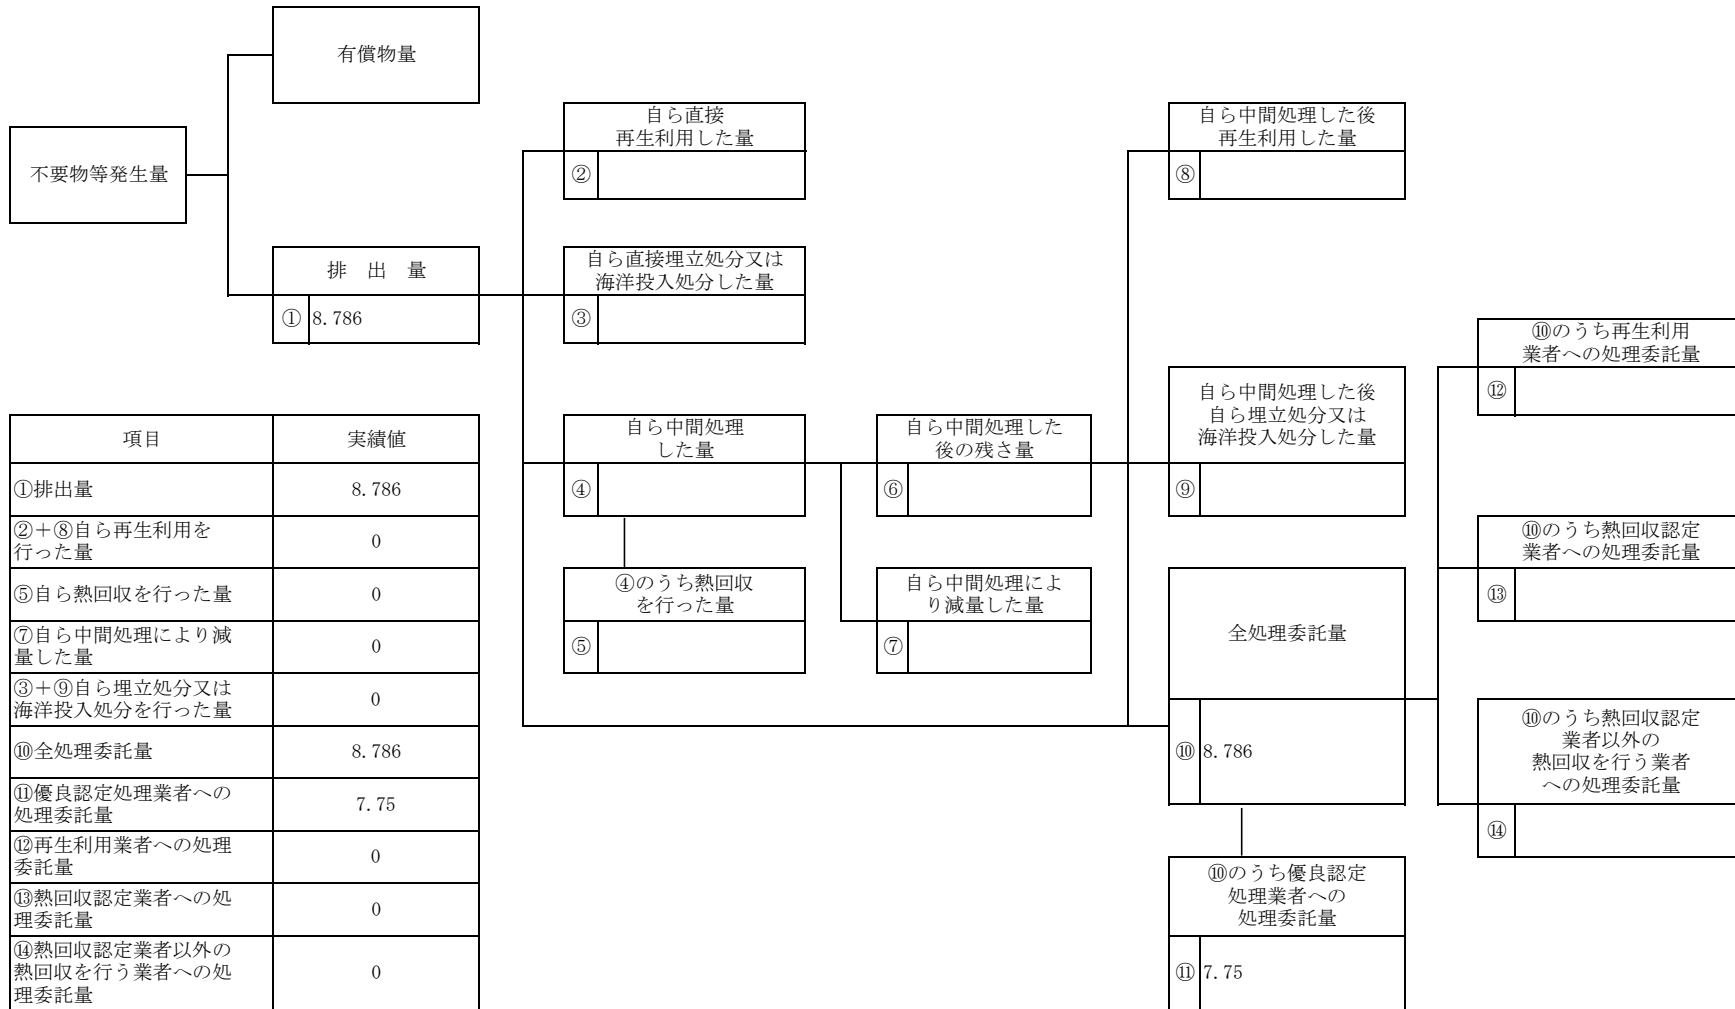 有償物量
不要物等発生量
排　出　量
① 8.786
自ら直接
再生利用した量
②
自ら直接埋立処分又は
海洋投入処分した量
③
自ら中間処理
した量
④
④のうち熱回収
を行った量
⑤
自ら中間処理した
後の残さ量
⑥
自ら中間処理によ
り減量した量
⑦
自ら中間処理した後
再生利用した量
⑧
自ら中間処理した後
自ら埋立処分又は
海洋投入処分した量
⑨
全処理委託量
⑩ 8.786
⑩のうち優良認定
処理業者への
処理委託量
⑪ 7.75
⑩のうち再生利用
業者への処理委託量
⑫
⑩のうち熱回収認定
業者への処理委託量
⑬
⑩のうち熱回収認定
業者以外の
熱回収を行う業者
への処理委託量
⑭
項目 実績値
①排出量 8.786
②＋⑧自ら再生利用を
行った量 0
⑤自ら熱回収を行った量 0
⑦自ら中間処理により減
量した量 0
③＋⑨自ら埋立処分又は
海洋投入処分を行った量 0
⑩全処理委託量 8.786
⑪優良認定処理業者への
処理委託量 7.75
⑫再生利用業者への処理
委託量 0
⑬熱回収認定業者への処
理委託量 0
⑭熱回収認定業者以外の
熱回収を行う業者への処
理委託量 0